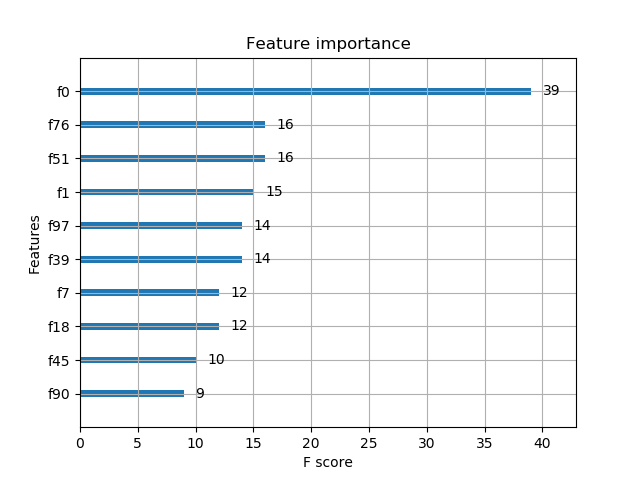 Feature importance
f0 39
f76 16
f51 16
f1 15
f97 14
f39 14
f7 12
f18 12
f45 10
f90 9
Features
0 5 10 15 20 25 30 35 40
F score